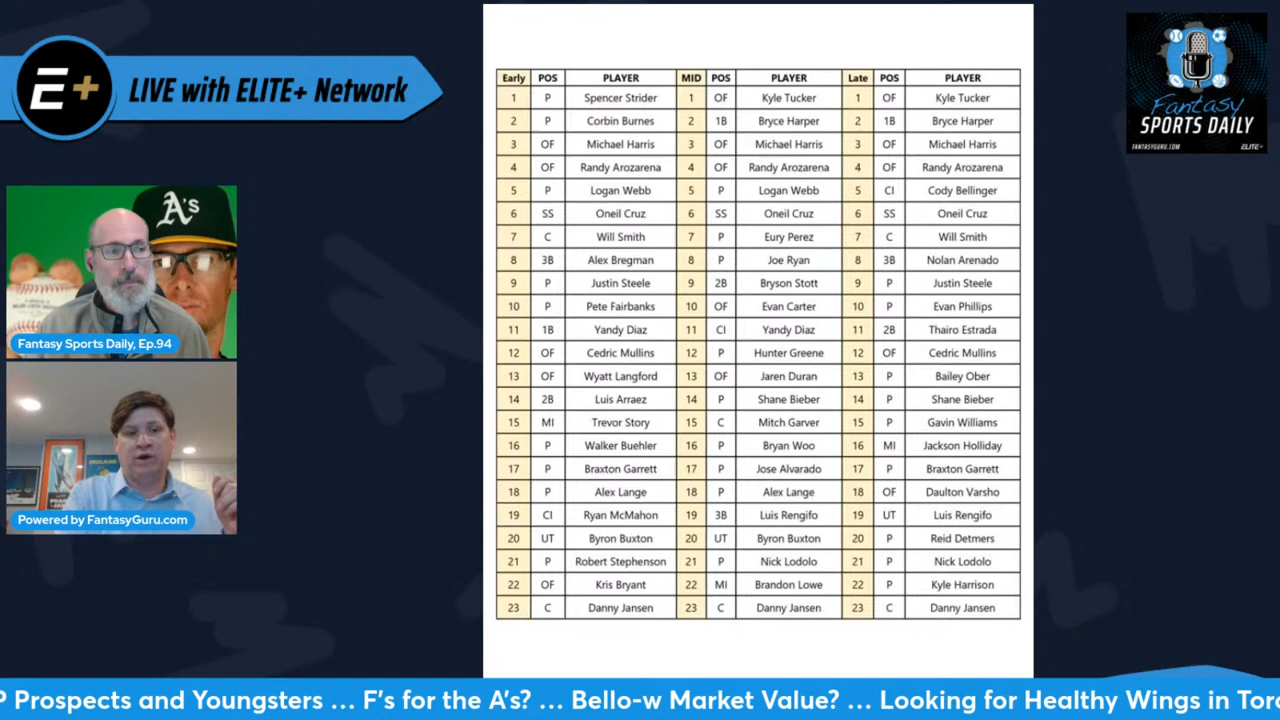 E+ LIVE with ELITE+ Network
Fantasy
SPORTS DAILY
FANTASYGURU.COM ELITE+
A's
Fantasy Sports Daily, Ep.94
Powered by FantasyGuru.com
Early POS PLAYER MID POS PLAYER Late POS PLAYER
1 P Spencer Strider 1 OF Kyle Tucker 1 OF Kyle Tucker
2 P Corbin Burnes 2 1B Bryce Harper 2 1B Bryce Harper
3 OF Michael Harris 3 OF Michael Harris 3 OF Michael Harris
4 OF Randy Arozarena 4 OF Randy Arozarena 4 OF Randy Arozarena
5 P Logan Webb 5 P Logan Webb 5 CI Cody Bellinger
6 SS Oneil Cruz 6 SS Oneil Cruz 6 SS Oneil Cruz
7 C Will Smith 7 P Eury Perez 7 C Will Smith
8 3B Alex Bregman 8 P Joe Ryan 8 3B Nolan Arenado
9 P Justin Steele 9 2B Bryson Stott 9 P Justin Steele
10 P Pete Fairbanks 10 OF Evan Carter 10 P Evan Phillips
11 1B Yandy Diaz 11 CI Yandy Diaz 11 2B Thairo Estrada
12 OF Cedric Mullins 12 P Hunter Greene 12 OF Cedric Mullins
13 OF Wyatt Langford 13 OF Jaren Duran 13 P Bailey Ober
14 2B Luis Arraez 14 P Shane Bieber 14 P Shane Bieber
15 MI Trevor Story 15 C Mitch Garver 15 P Gavin Williams
16 P Walker Buehler 16 P Bryan Woo 16 MI Jackson Holliday
17 P Braxton Garrett 17 P Jose Alvarado 17 P Braxton Garrett
18 P Alex Lange 18 P Alex Lange 18 OF Daulton Varsho
19 CI Ryan McMahon 19 3B Luis Rengifo 19 UT Luis Rengifo
20 UT Byron Buxton 20 UT Byron Buxton 20 P Reid Detmers
21 P Robert Stephenson 21 P Nick Lodolo 21 P Nick Lodolo
22 OF Kris Bryant 22 MI Brandon Lowe 22 P Kyle Harrison
23 C Danny Jansen 23 C Danny Jansen 23 C Danny Jansen
P Prospects and Youngsters ... F's for the A's? ... Bello-w Market Value? ... Looking for Healthy Wings in Toro